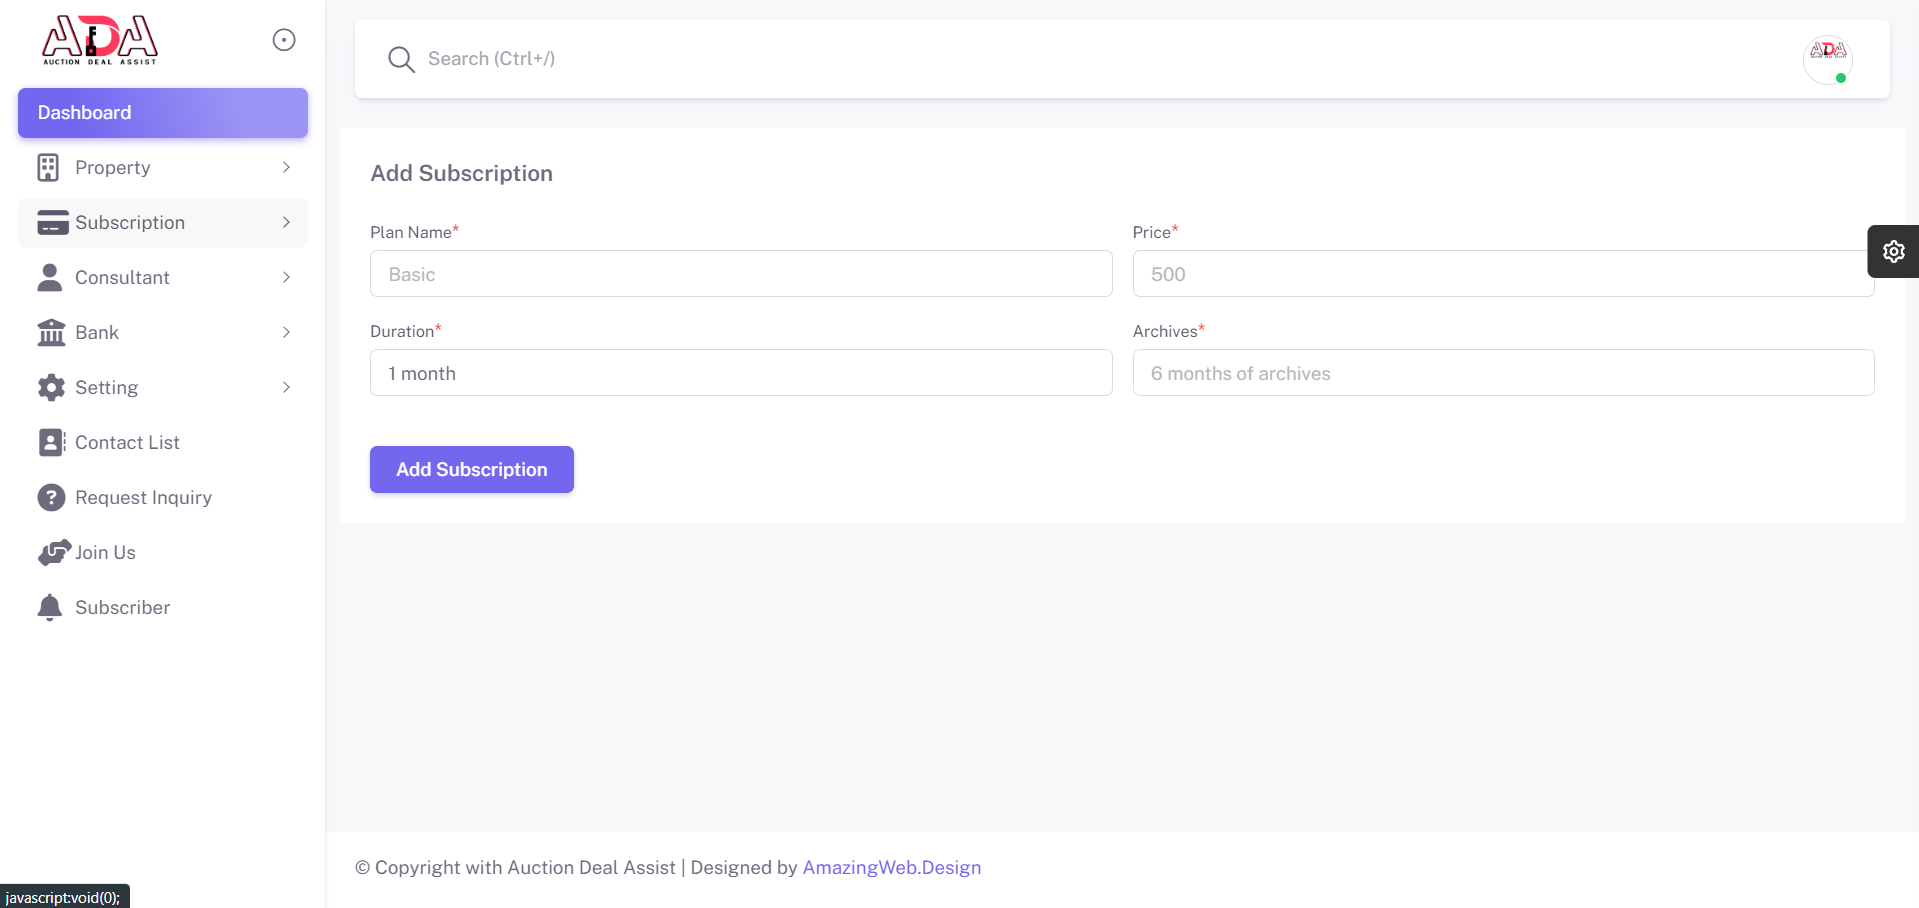 ADA
AUCTION DEAL ASSIST
Dashboard
Property
Subscription
Consultant
Bank
Setting
Contact List
Request Inquiry
Join Us
Subscriber
Search (Ctrl+/)
ADA
Add Subscription
Plan Name*
Basic
Price*
500
Duration*
1 month
Archives*
6 months of archives
Add Subscription
© Copyright with Auction Deal Assist | Designed by AmazingWeb.Design
javascript:void(0);